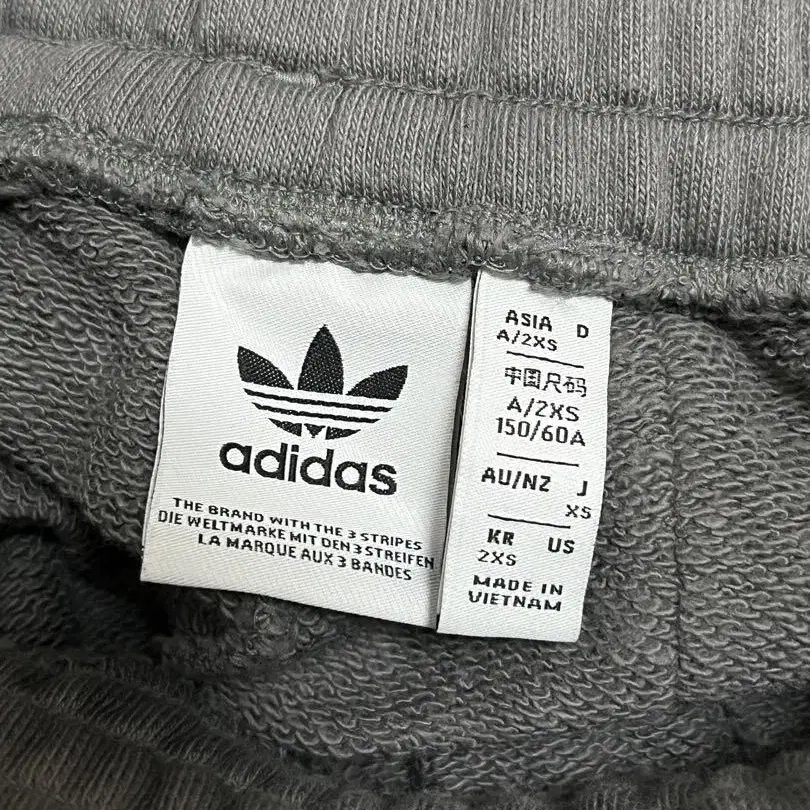 adidas
THE BRAND WITH THE 3 STRIPES
DIE WELTMARKE MIT DEN 3 STREIFEN
LA MARQUE AUX 3 BANDES
ASIA D
A/2XS
中国尺码
A/2XS
150/60A
AU/NZ J
XS
KR US
2XS
MADE IN
VIETNAM